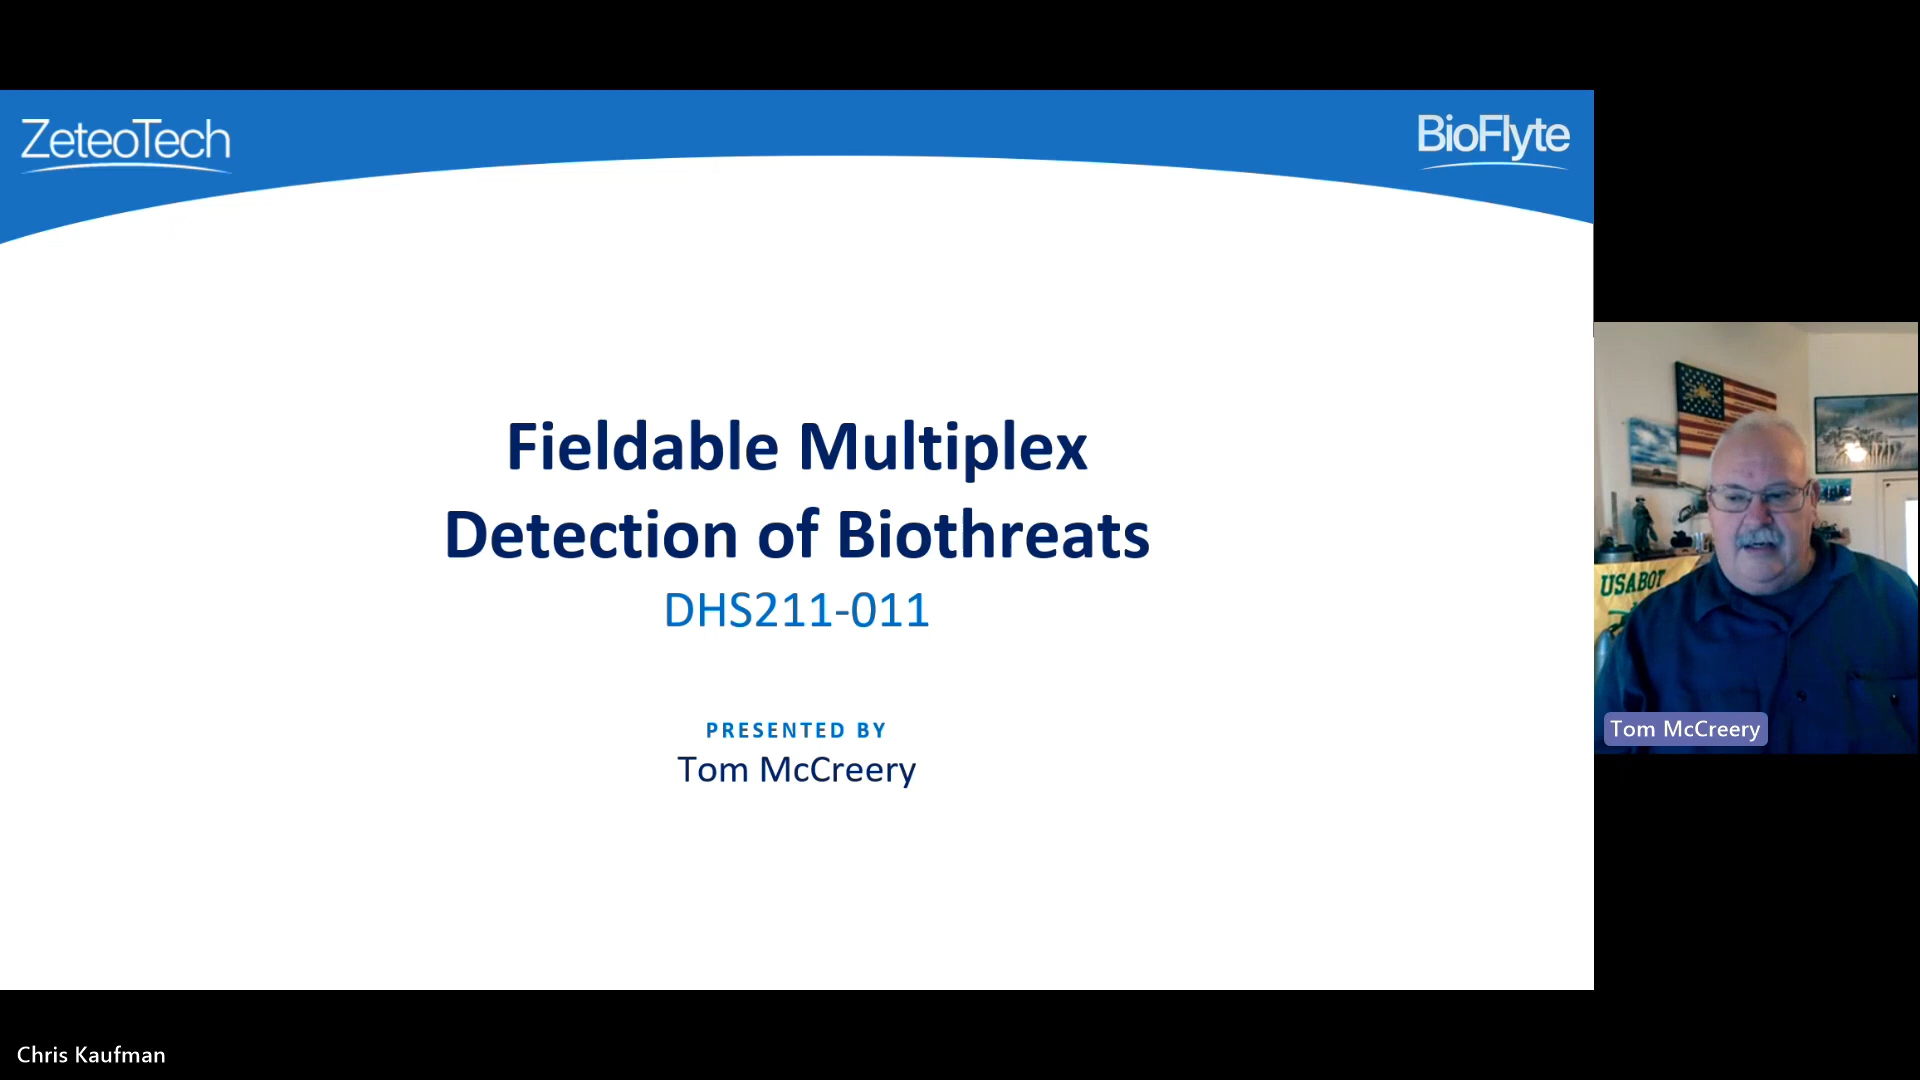 ZeteoTech
BioFlyte
Fieldable Multiplex
Detection of Biothreats
DHS211-011
PRESENTED BY
Tom McCreery
USABOT
Tom McCreery
Chris Kaufman